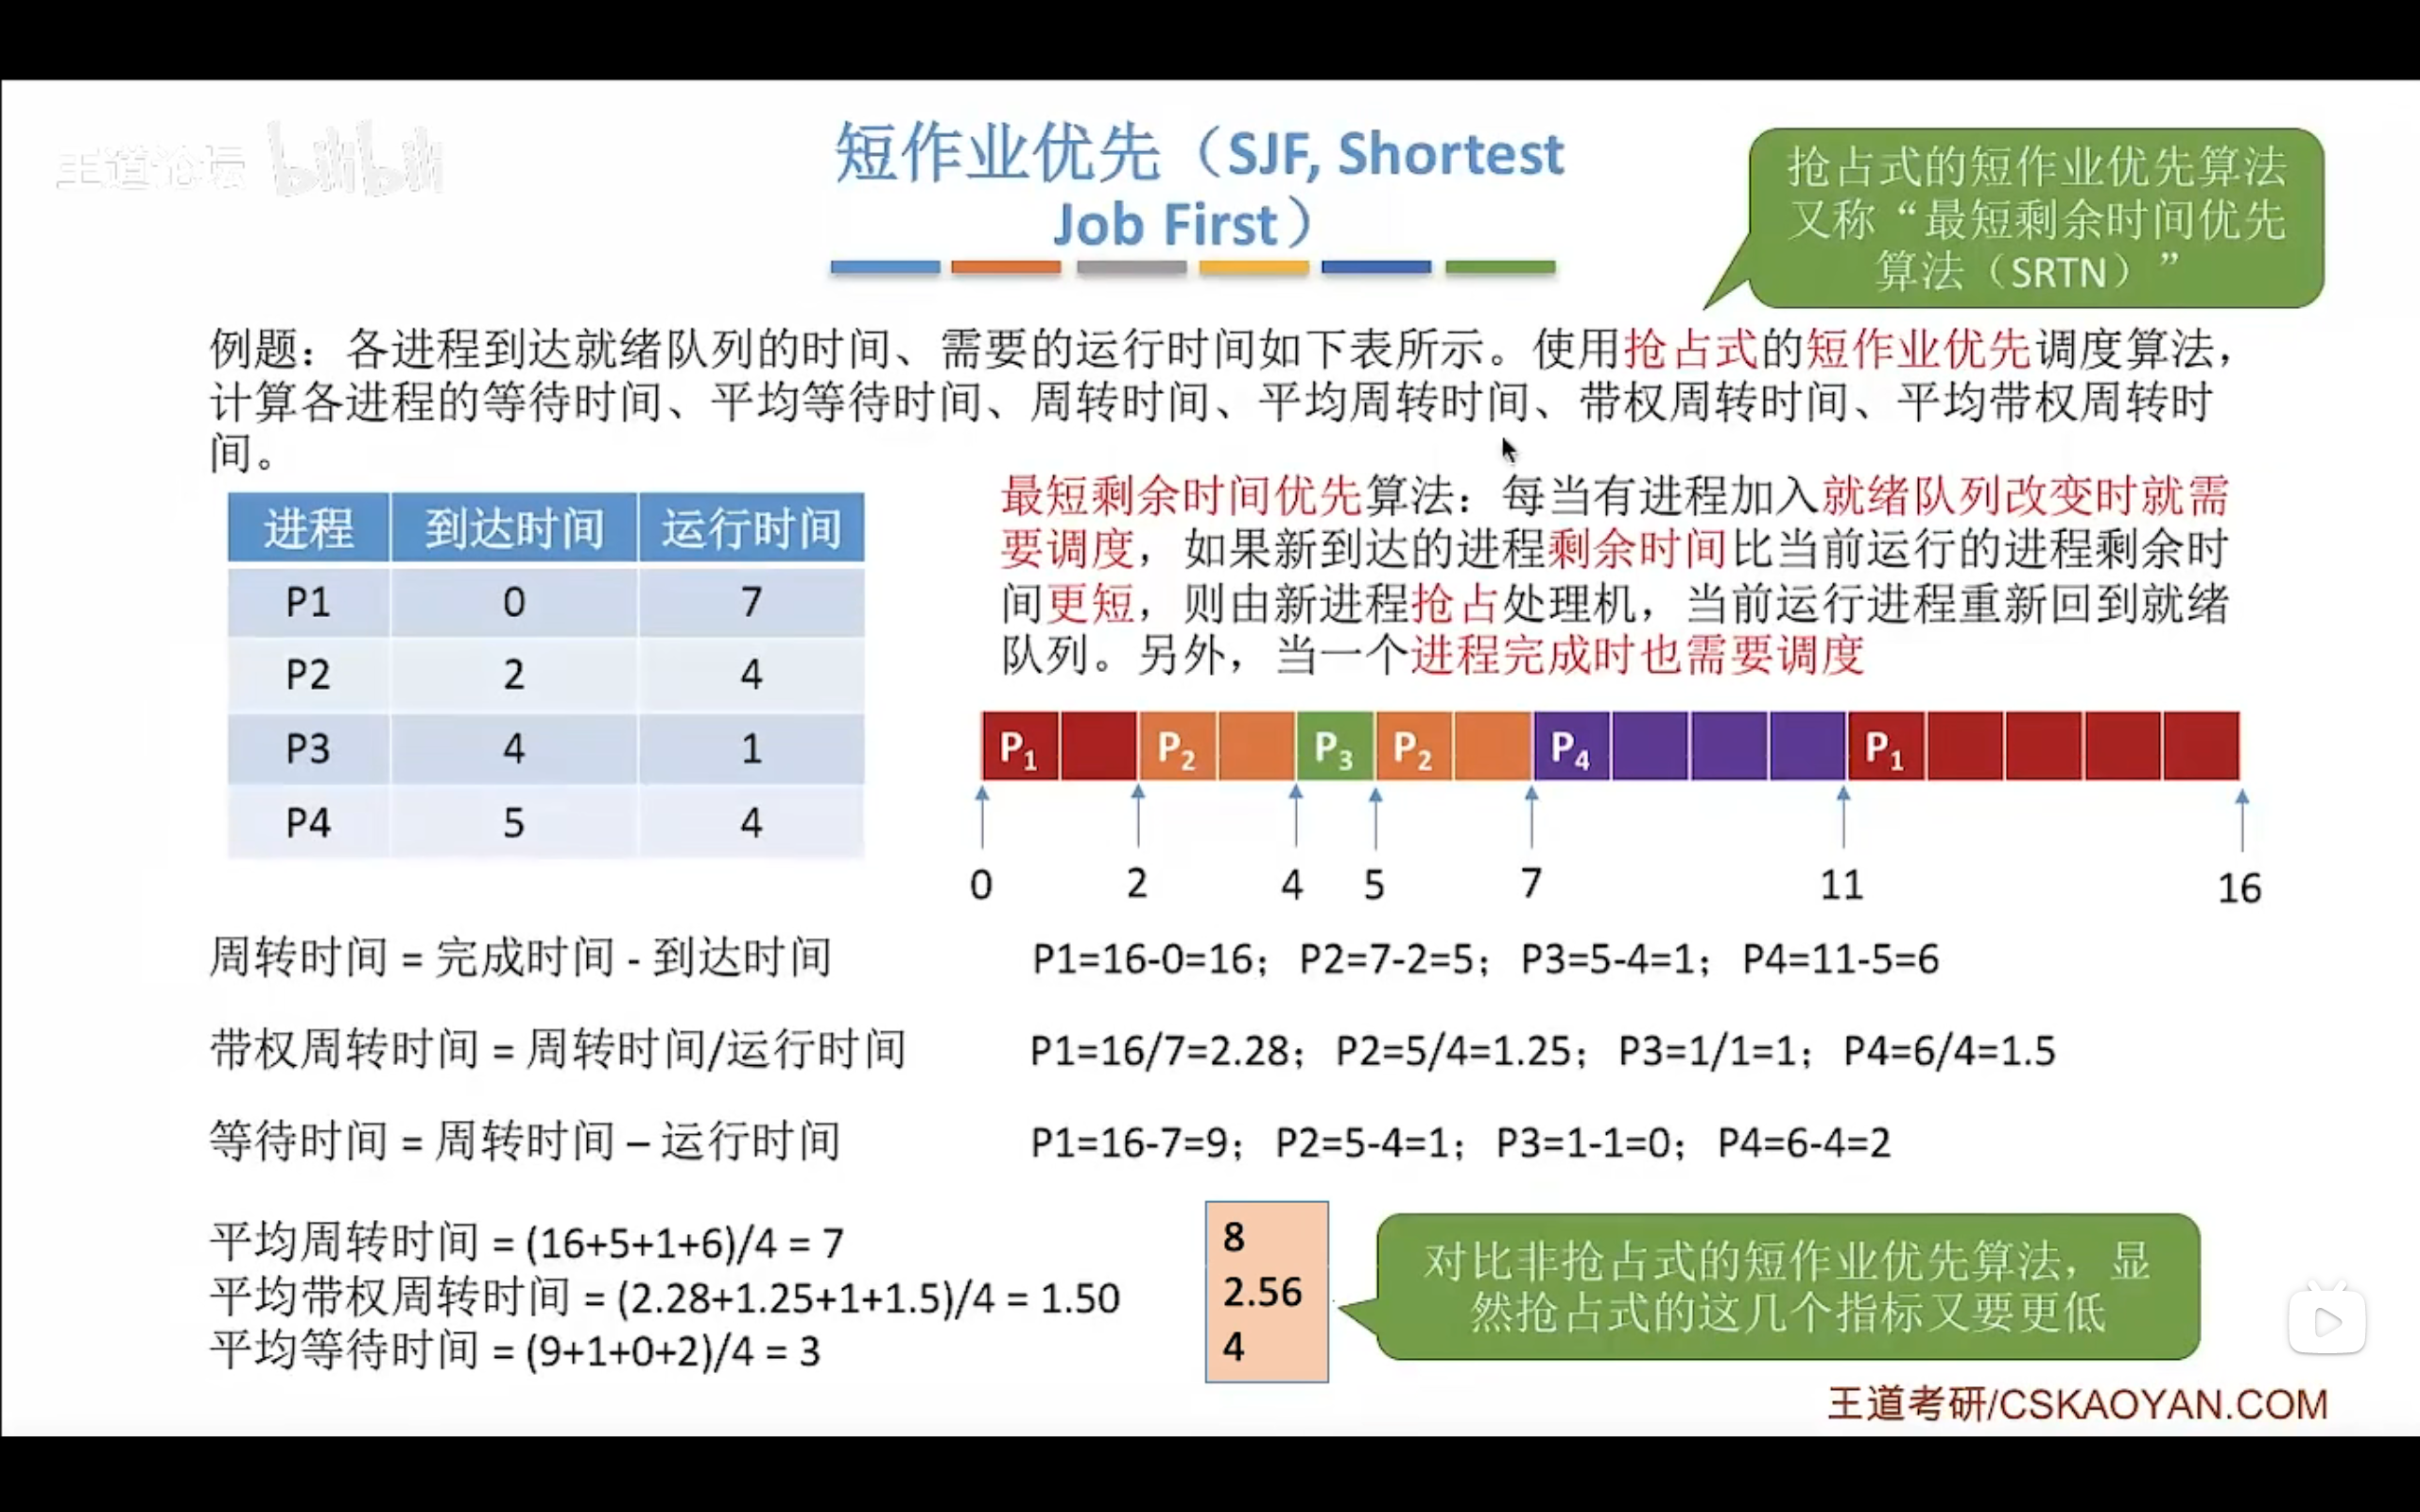 王道论坛 bilibili
短作业优先（SJF, Shortest
Job First）
抢占式的短作业优先算法
又称“最短剩余时间优先
算法（SRTN）”
例题：各进程到达就绪队列的时间、需要的运行时间如下表所示。使用抢占式的短作业优先调度算法，
计算各进程的等待时间、平均等待时间、周转时间、平均周转时间、带权周转时间、平均带权周转时
间。
进程 到达时间 运行时间
P1 0 7
P2 2 4
P3 4 1
P4 5 4
最短剩余时间优先算法：每当有进程加入就绪队列改变时就需
要调度，如果新到达的进程剩余时间比当前运行的进程剩余时
间更短，则由新进程抢占处理机，当前运行进程重新回到就绪
队列。另外，当一个进程完成时也需要调度
P1 P2 P3 P2 P4 P1
0 2 4 5 7 11 16
周转时间 = 完成时间 - 到达时间
P1=16-0=16；P2=7-2=5；P3=5-4=1；P4=11-5=6
带权周转时间 = 周转时间/运行时间
P1=16/7=2.28；P2=5/4=1.25；P3=1/1=1；P4=6/4=1.5
等待时间 = 周转时间 – 运行时间
P1=16-7=9；P2=5-4=1；P3=1-1=0；P4=6-4=2
平均周转时间 = (16+5+1+6)/4 = 7
平均带权周转时间 = (2.28+1.25+1+1.5)/4 = 1.50
平均等待时间 = (9+1+0+2)/4 = 3
8
2.56
4
对比非抢占式的短作业优先算法，显
然抢占式的这几个指标又要更低
王道考研/CSKAOYAN.COM